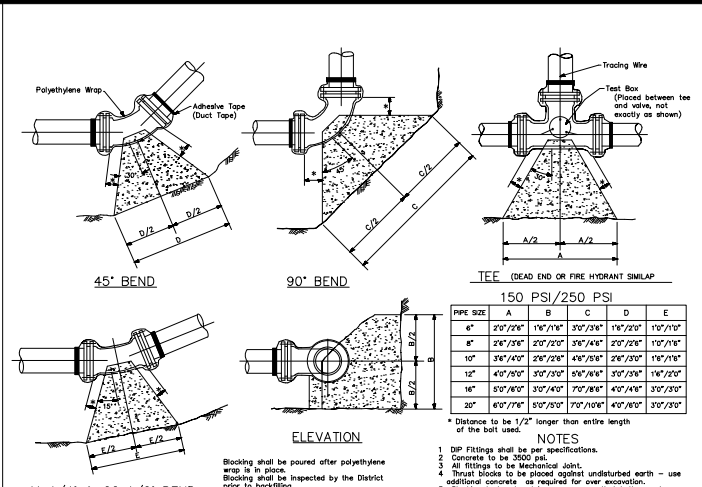 Polyethylene Wrap
Adhesive Tape
(Duct Tape)
30°
*
*
D/2
D/2
D
45° BEND
*
*
45°
C/2
C/2
C
90° BEND
Tracing Wire
Test Box
(Placed between tee
and valve, not
exactly as shown)
*
*
30°
A/2
A/2
A
TEE (DEAD END OR FIRE HYDRANT SIMILAR
150 PSI/250 PSI
PIPE SIZE A B C D E
6" 2'0"/2'6" 1'6"/1'6" 3'0"/3'6" 1'6"/2'0" 1'0"/1'0"
8" 2'6"/3'6" 2'0"/2'0" 3'6"/4'6" 2'0"/2'6" 1'0"/1'6"
10" 3'6"/4'0" 2'6"/2'6" 4'6"/5'6" 2'6"/3'0" 1'6"/1'6"
12" 4'0"/5'0" 3'0"/3'0" 5'6"/6'6" 3'0"/3'6" 1'6"/2'0"
16" 5'0"/6'0" 3'0"/4'0" 7'0"/8'6" 4'0"/4'6" 3'0"/3'0"
20" 6'0"/7'6" 5'0"/5'0" 7'0"/10'6" 4'0"/6'0" 3'0"/3'0"
* Distance to be 1/2" longer than entire length
of the bolt used.
*
*
15°
E/2
E/2
E
B/2
B/2
B
ELEVATION
Blocking shall be poured after polyethylene
wrap is in place.
Blocking shall be inspected by the District
prior to backfilling.
NOTES
1 DIP Fittings shall be per specifications.
2 Concrete to be 3500 psi.
3 All fittings to be Mechanical Joint.
4 Thrust blocks to be placed against undisturbed earth – use
additional concrete as required for over excavation.